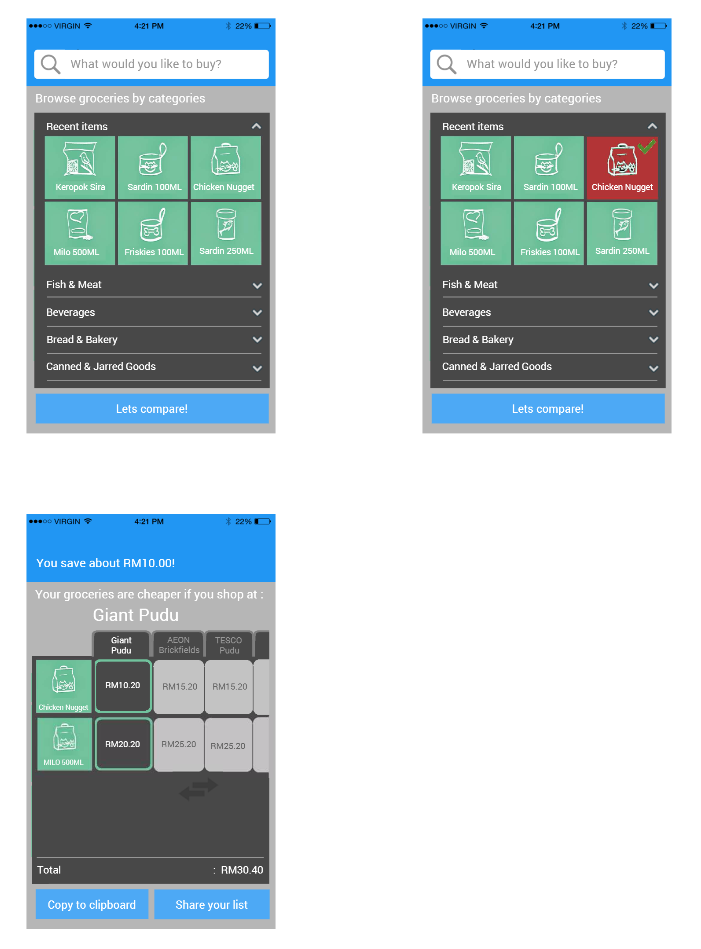 VIRGIN 4:21 PM 22%
What would you like to buy?
Browse groceries by categories
Recent items
Keropok Sira Sardin 100ML Chicken Nugget
Milo 500ML Friskies 100ML Sardin 250ML
Fish & Meat
Beverages
Bread & Bakery
Canned & Jarred Goods
Lets compare!
VIRGIN 4:21 PM 22%
What would you like to buy?
Browse groceries by categories
Recent items
Keropok Sira Sardin 100ML Chicken Nugget
Milo 500ML Friskies 100ML Sardin 250ML
Fish & Meat
Beverages
Bread & Bakery
Canned & Jarred Goods
Lets compare!
VIRGIN 4:21 PM 22%
You save about RM10.00!
Your groceries are cheaper if you shop at :
Giant Pudu
Giant AEON TESCO
Pudu Brickfields Pudu
RM10.20 RM15.20 RM15.20
Chicken Nugget
RM20.20 RM25.20 RM25.20
MILO 500ML
Total : RM30.40
Copy to clipboard Share your list